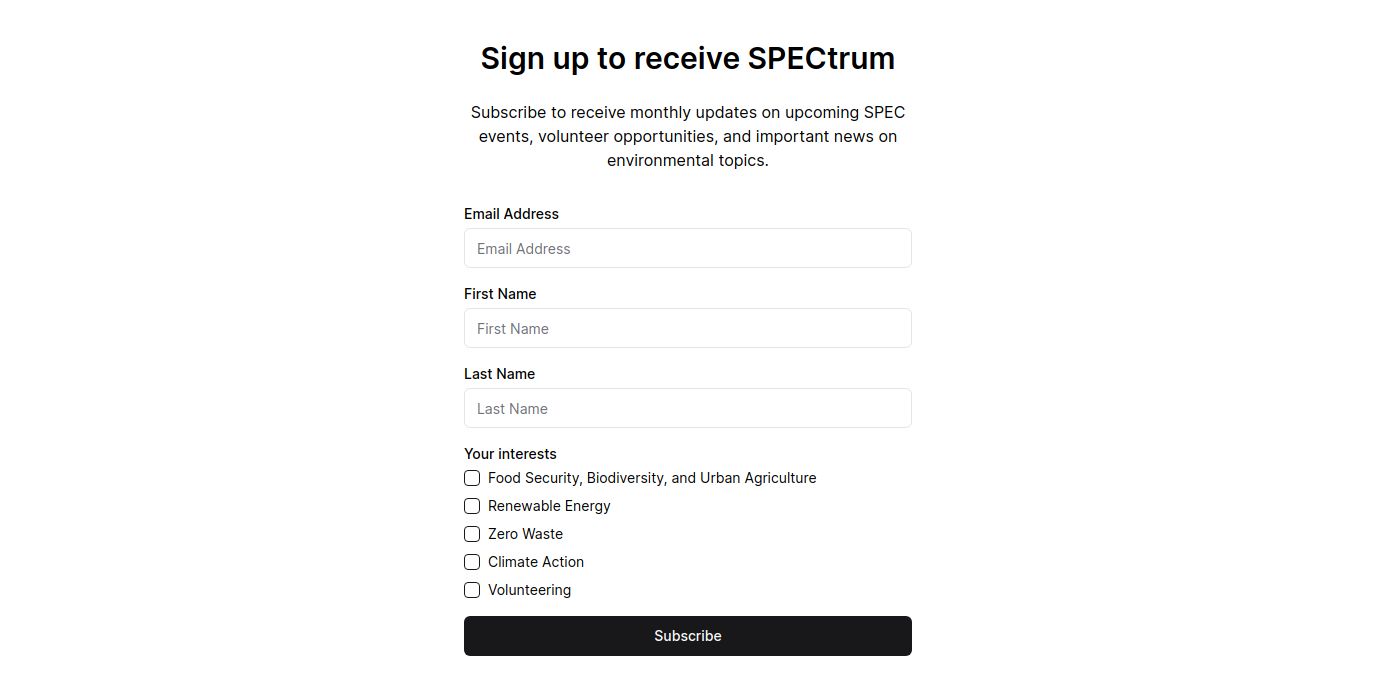 Sign up to receive SPECtrum
Subscribe to receive monthly updates on upcoming SPEC
events, volunteer opportunities, and important news on
environmental topics.
Email Address
Email Address
First Name
First Name
Last Name
Last Name
Your interests
Food Security, Biodiversity, and Urban Agriculture
Renewable Energy
Zero Waste
Climate Action
Volunteering
Subscribe